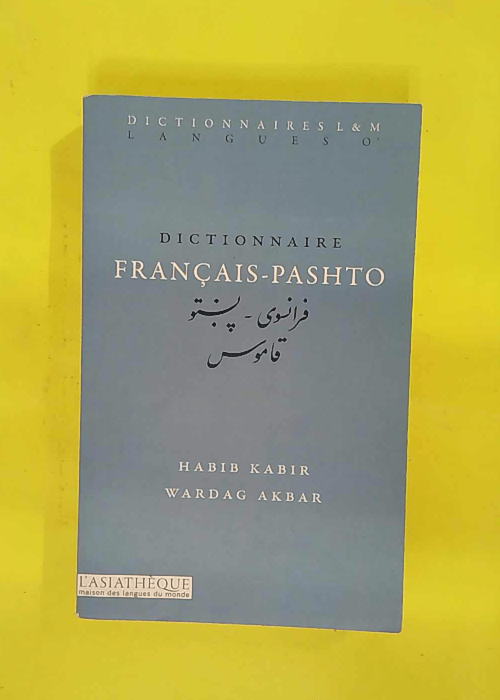 DICTIONNAIRES L & M
LANGUES O'
DICTIONNAIRE
FRANÇAIS-PASHTO
فرانسوی - پښتو
قاموس
HABIB KABIR
WARDAG AKBAR
L'ASIATHÈQUE
maison des langues du monde